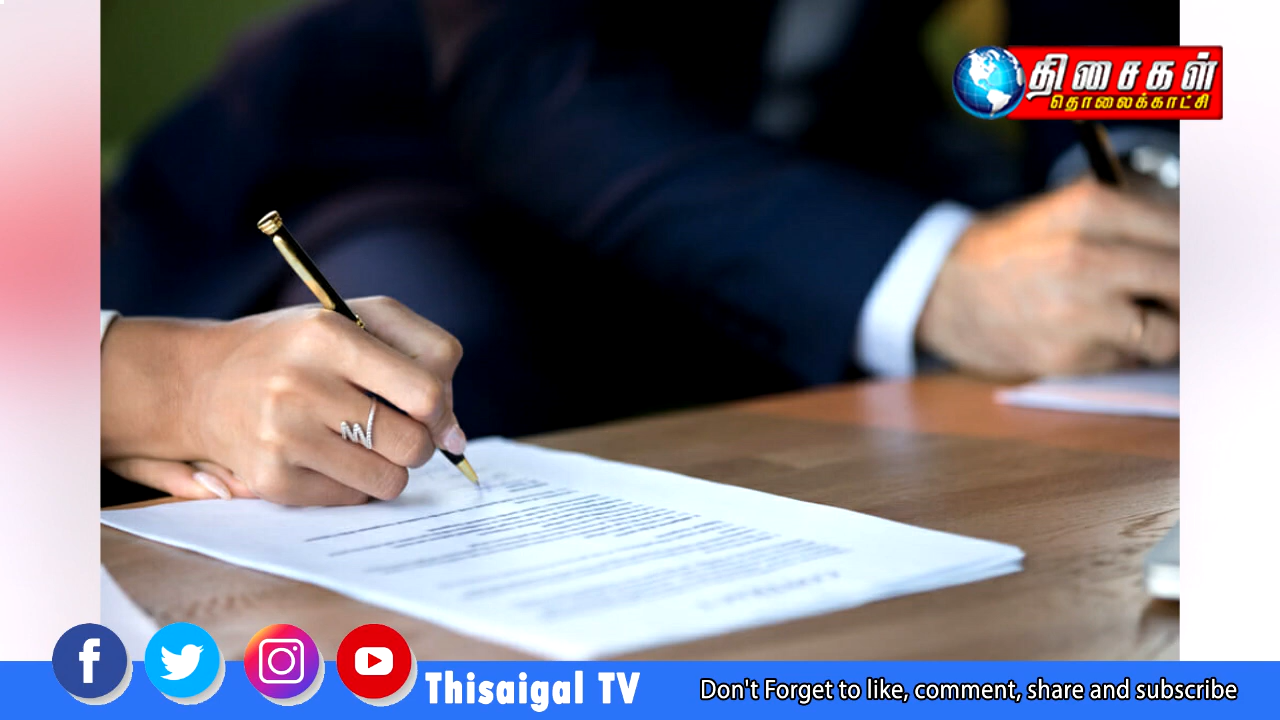 திசைகள்
தொலைக்காட்சி
Thisaigal TV
Don't Forget to like, comment, share and subscribe